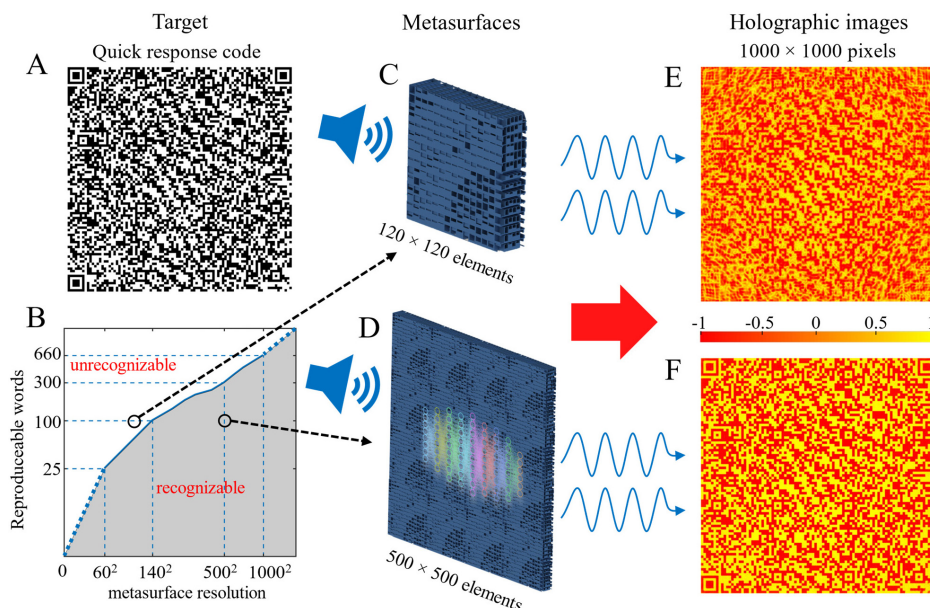 Target
Quick response code
A
Metasurfaces
C
120 × 120 elements
Holographic images
1000 × 1000 pixels
E
B
660
unrecognizable
300
100
25
recognizable
Reproduceable words
0
60²
140²
500²
1000²
metasurface resolution
D
500 × 500 elements
-1
-0.5
0
0.5
1
F